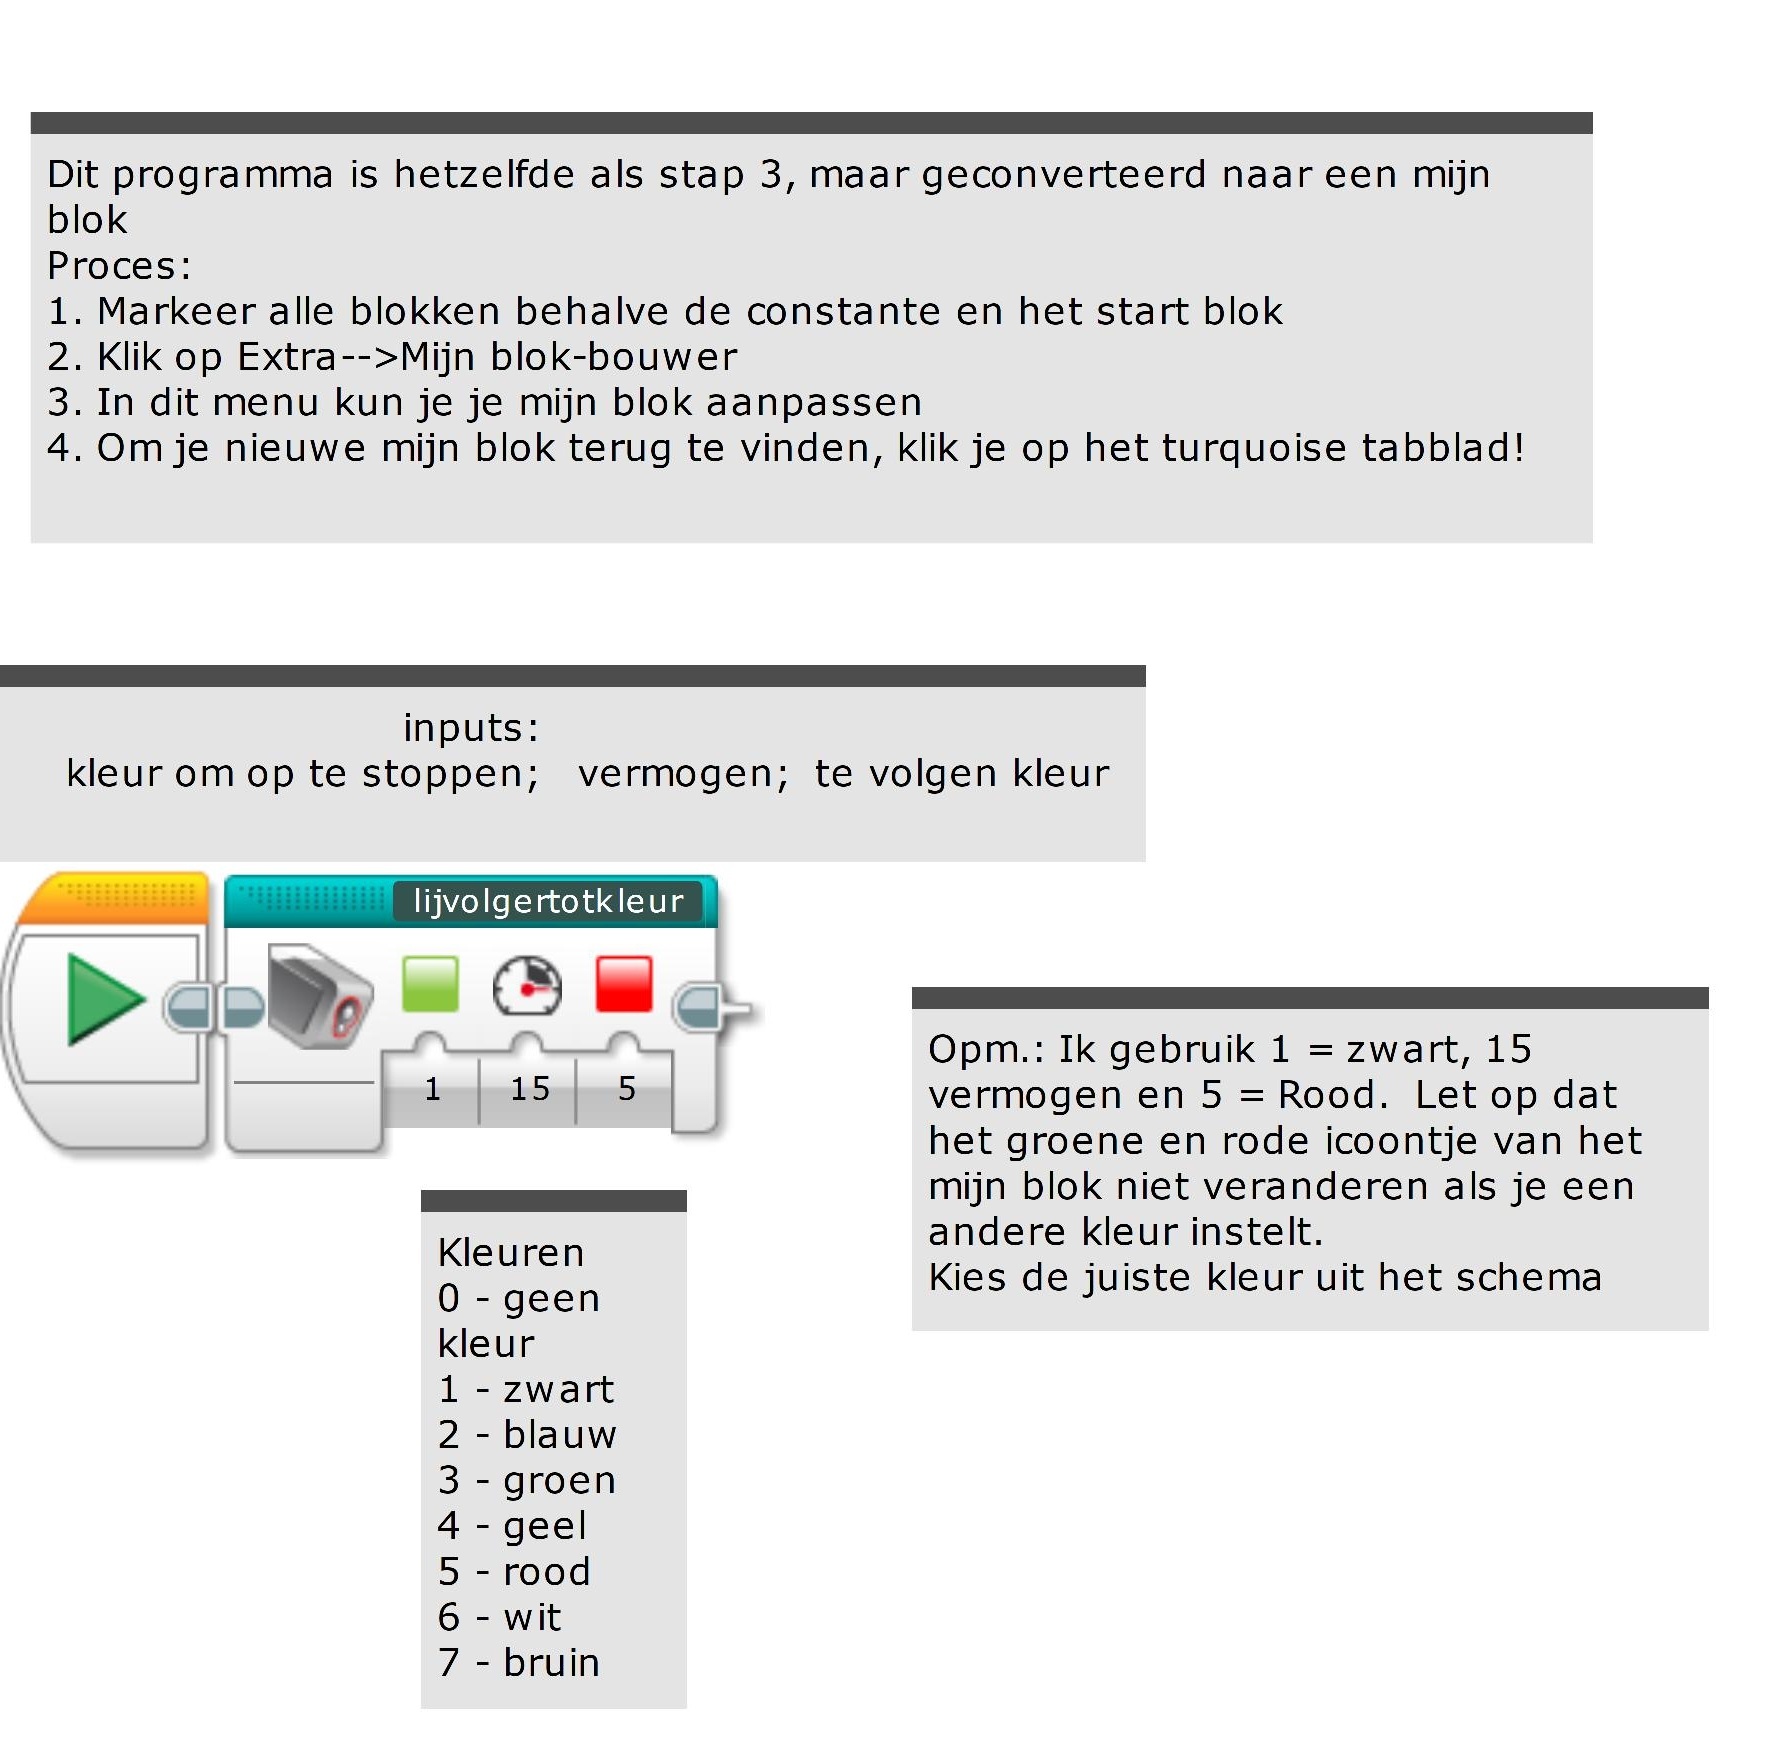 Dit programma is hetzelfde als stap 3, maar geconverteerd naar een mijn
blok
Proces:
1. Markeer alle blokken behalve de constante en het start blok
2. Klik op Extra-->Mijn blok-bouwer
3. In dit menu kun je je mijn blok aanpassen
4. Om je nieuwe mijn blok terug te vinden, klik je op het turquoise tabblad!
inputs:
kleur om op te stoppen; vermogen; te volgen kleur
lijvolgertotkleur
1 15 5
Opm.: Ik gebruik 1 = zwart, 15
vermogen en 5 = Rood. Let op dat
het groene en rode icoontje van het
mijn blok niet veranderen als je een
andere kleur instelt.
Kies de juiste kleur uit het schema
Kleuren
0 - geen
kleur
1 - zwart
2 - blauw
3 - groen
4 - geel
5 - rood
6 - wit
7 - bruin